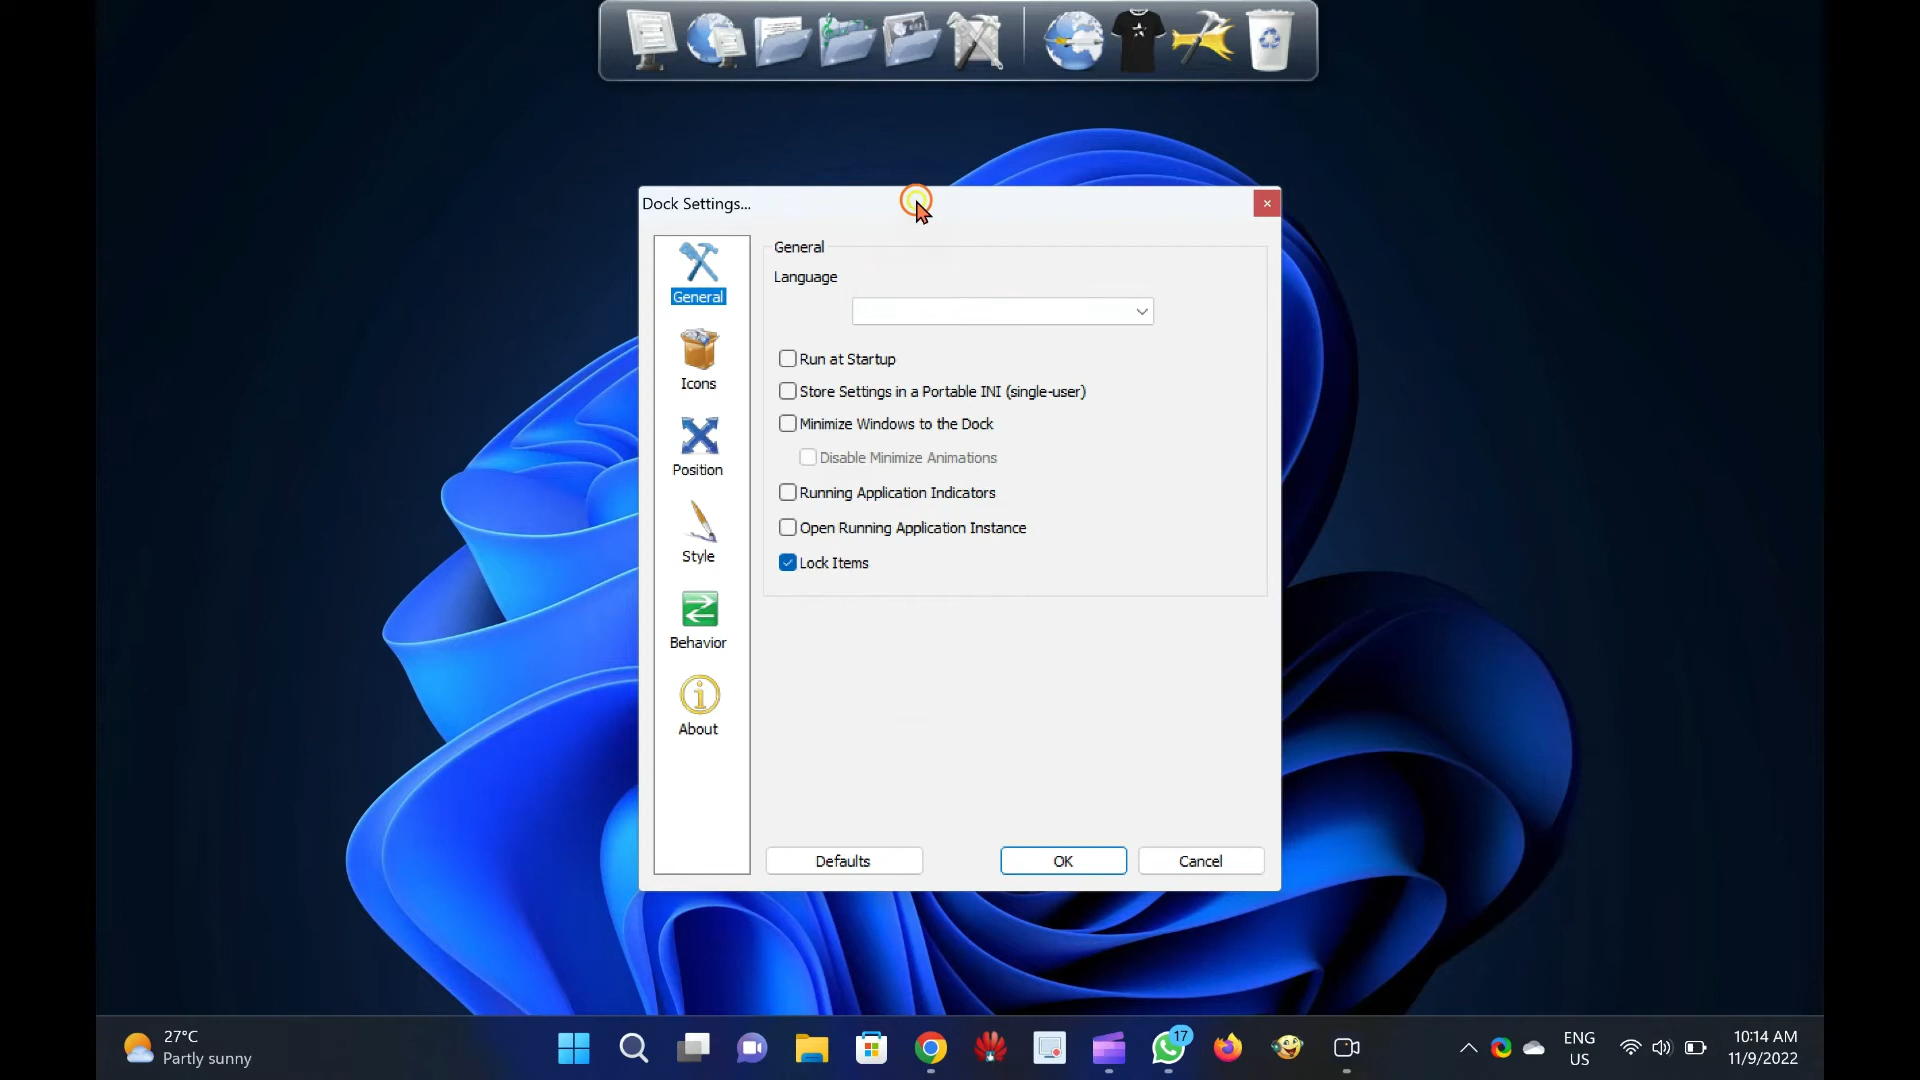 Dock Settings...
General
General
Language
Run at Startup
Icons
Store Settings in a Portable INI (single-user)
Minimize Windows to the Dock
Position
Disable Minimize Animations
Running Application Indicators
Open Running Application Instance
Style
Lock Items
Behavior
About
Defaults
OK
Cancel
27°C
Partly sunny
17
ENG
US
10:14 AM
11/9/2022